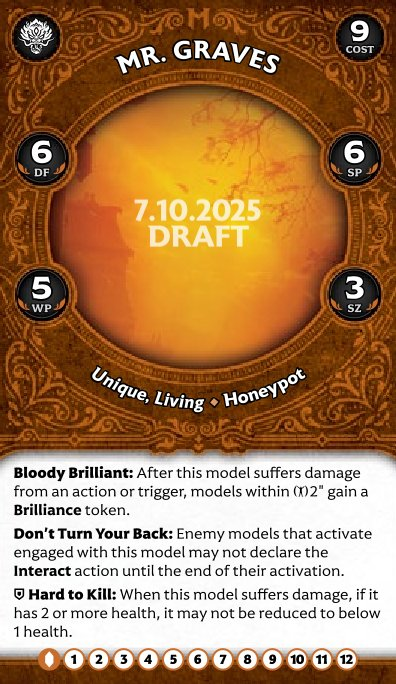 MR. GRAVES
9
COST
6
DF
6
SP
7.10.2025
DRAFT
5
WP
3
SZ
Unique, Living ◆ Honeypot
Bloody Brilliant: After this model suffers damage
from an action or trigger, models within 2" gain a
Brilliance token.
Don't Turn Your Back: Enemy models that activate
engaged with this model may not declare the
Interact action until the end of their activation.
Hard to Kill: When this model suffers damage, if it
has 2 or more health, it may not be reduced to below
1 health.
1 2 3 4 5 6 7 8 9 10 11 12